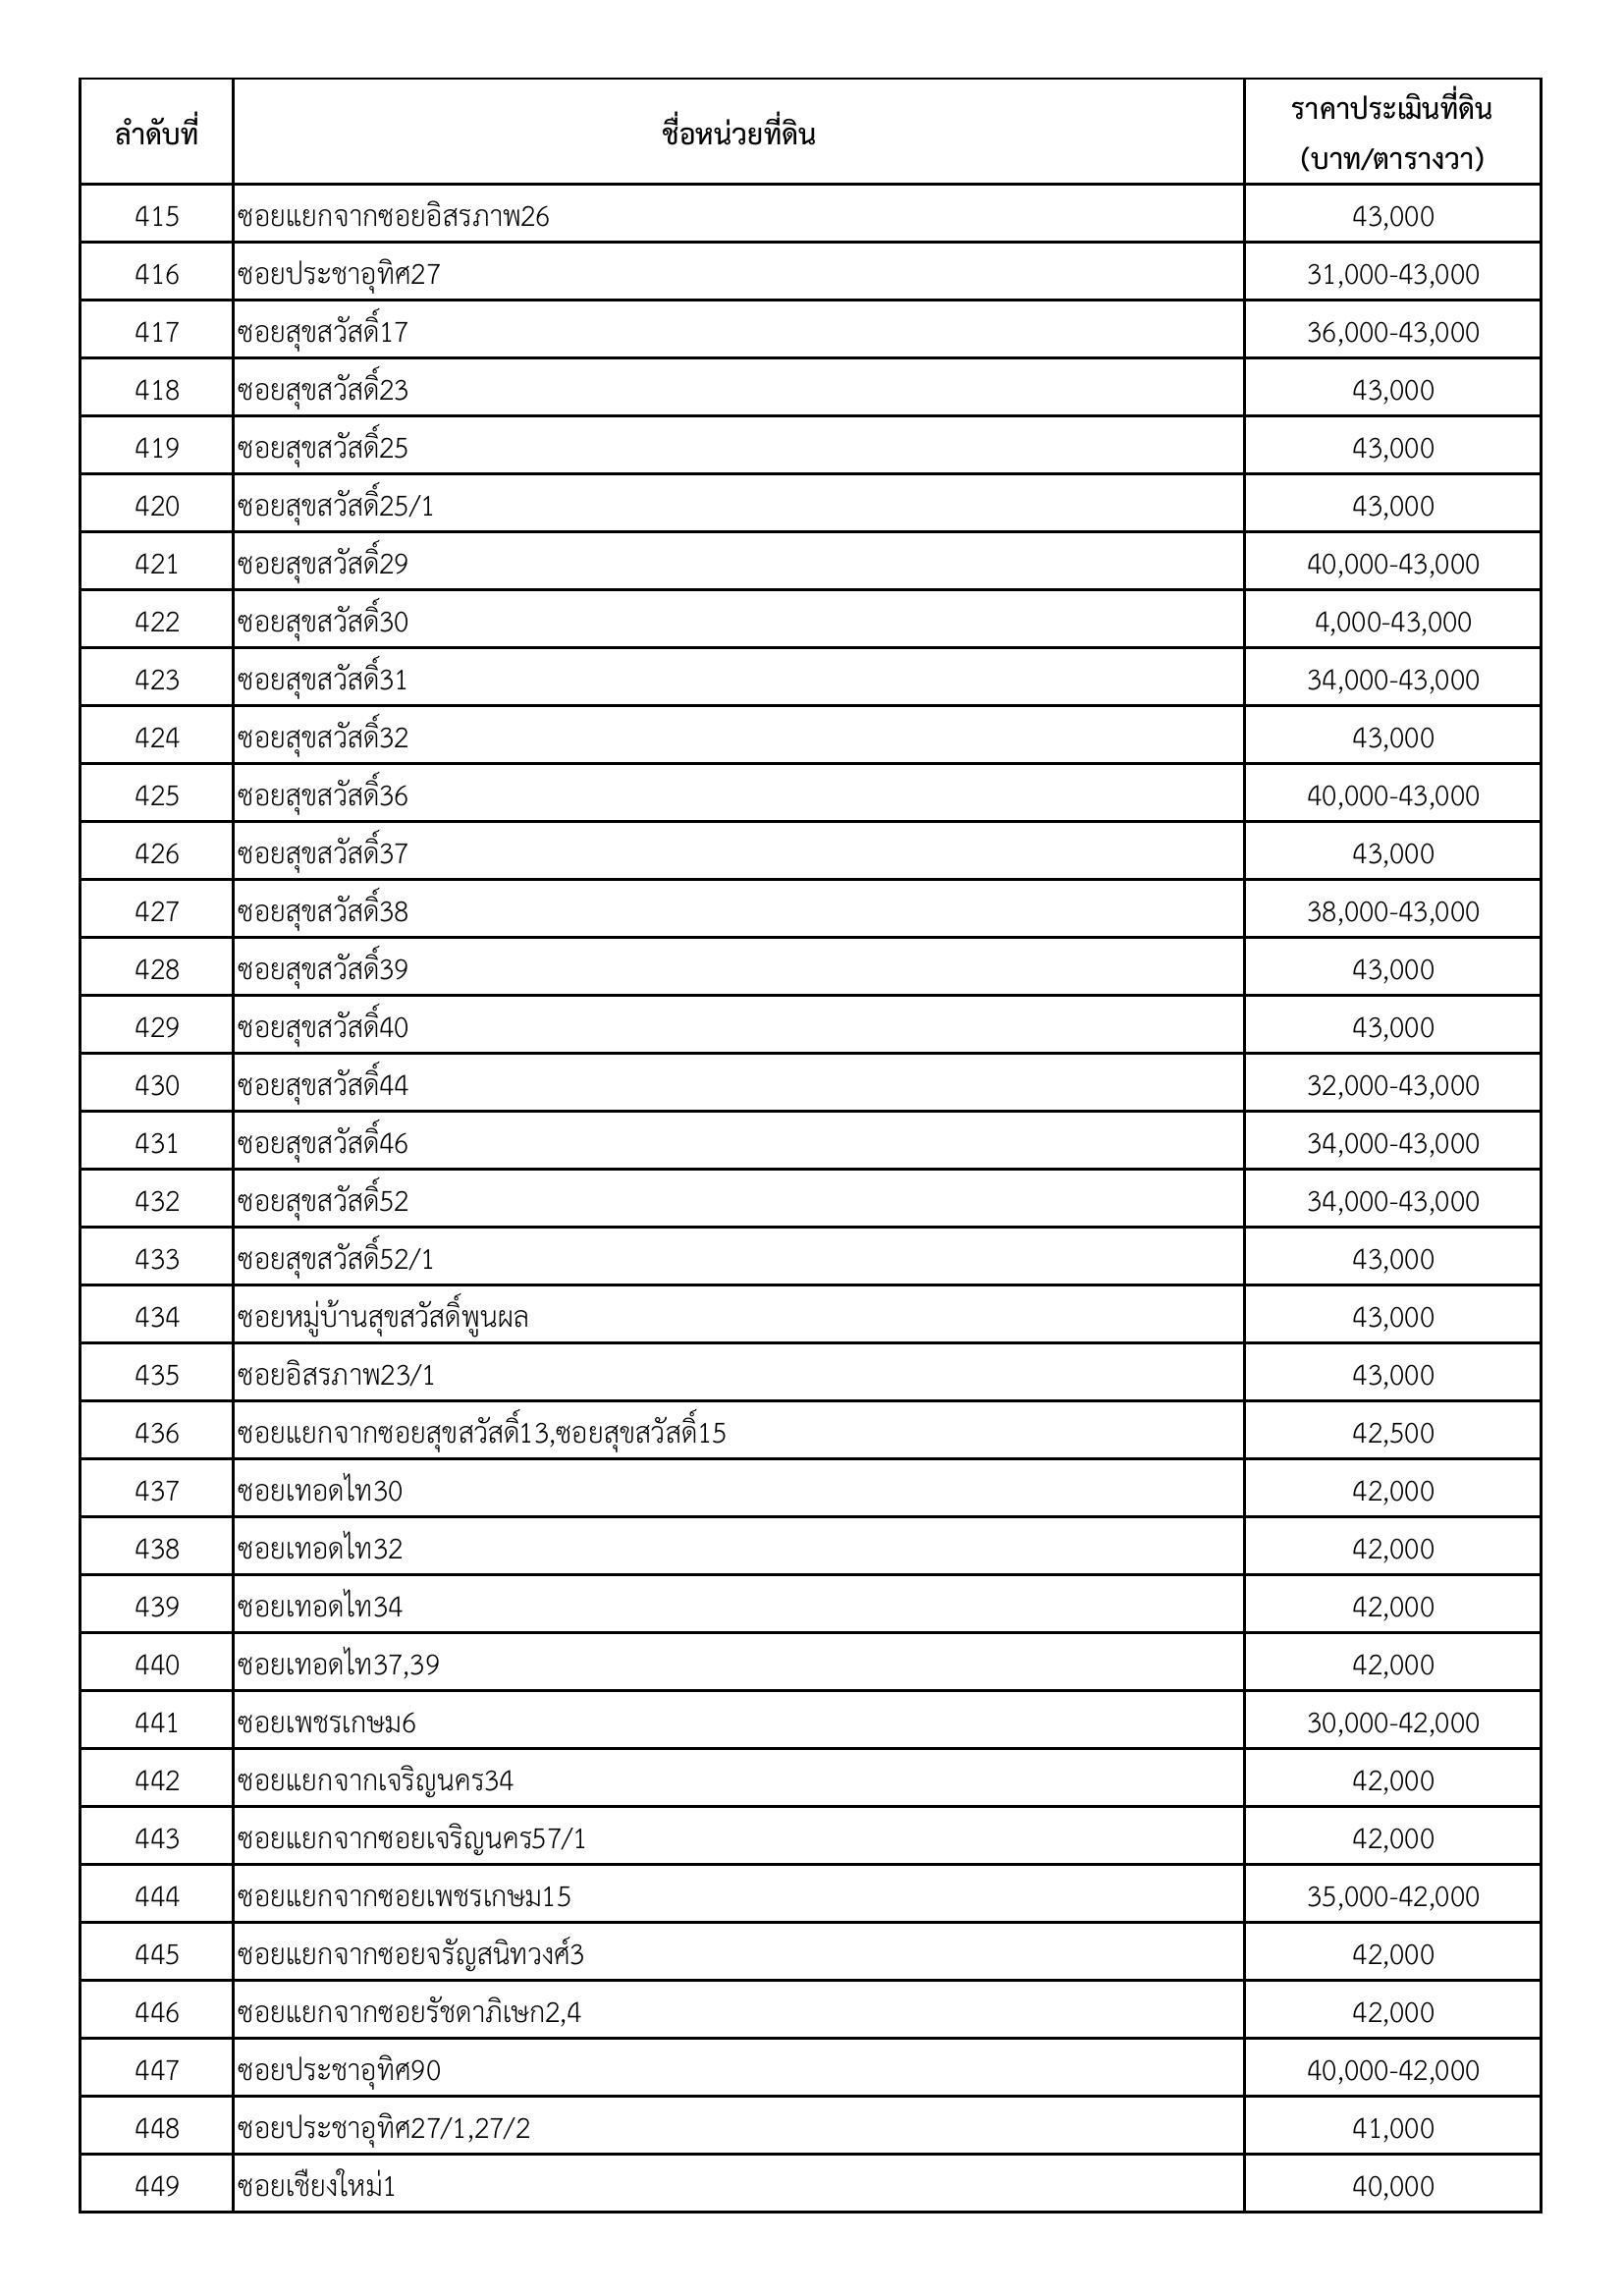 ลำดับที่ ชื่อหน่วยที่ดิน ราคาประเมินที่ดิน
(บาท/ตารางวา)
415 ซอยแยกจากซอยอิสรภาพ26 43,000
416 ซอยประชาอุทิศ27 31,000-43,000
417 ซอยสุขสวัสดิ์17 36,000-43,000
418 ซอยสุขสวัสดิ์23 43,000
419 ซอยสุขสวัสดิ์25 43,000
420 ซอยสุขสวัสดิ์25/1 43,000
421 ซอยสุขสวัสดิ์29 40,000-43,000
422 ซอยสุขสวัสดิ์30 4,000-43,000
423 ซอยสุขสวัสดิ์31 34,000-43,000
424 ซอยสุขสวัสดิ์32 43,000
425 ซอยสุขสวัสดิ์36 40,000-43,000
426 ซอยสุขสวัสดิ์37 43,000
427 ซอยสุขสวัสดิ์38 38,000-43,000
428 ซอยสุขสวัสดิ์39 43,000
429 ซอยสุขสวัสดิ์40 43,000
430 ซอยสุขสวัสดิ์44 32,000-43,000
431 ซอยสุขสวัสดิ์46 34,000-43,000
432 ซอยสุขสวัสดิ์52 34,000-43,000
433 ซอยสุขสวัสดิ์52/1 43,000
434 ซอยหมู่บ้านสุขสวัสดิ์พูนผล 43,000
435 ซอยอิสรภาพ23/1 43,000
436 ซอยแยกจากซอยสุขสวัสดิ์13,ซอยสุขสวัสดิ์15 42,500
437 ซอยเทอดไท30 42,000
438 ซอยเทอดไท32 42,000
439 ซอยเทอดไท34 42,000
440 ซอยเทอดไท37,39 42,000
441 ซอยเพชรเกษม6 30,000-42,000
442 ซอยแยกจากเจริญนคร34 42,000
443 ซอยแยกจากซอยเจริญนคร57/1 42,000
444 ซอยแยกจากซอยเพชรเกษม15 35,000-42,000
445 ซอยแยกจากซอยจรัญสนิทวงศ์3 42,000
446 ซอยแยกจากซอยรัชดาภิเษก2,4 42,000
447 ซอยประชาอุทิศ90 40,000-42,000
448 ซอยประชาอุทิศ27/1,27/2 41,000
449 ซอยเชียงใหม่1 40,000